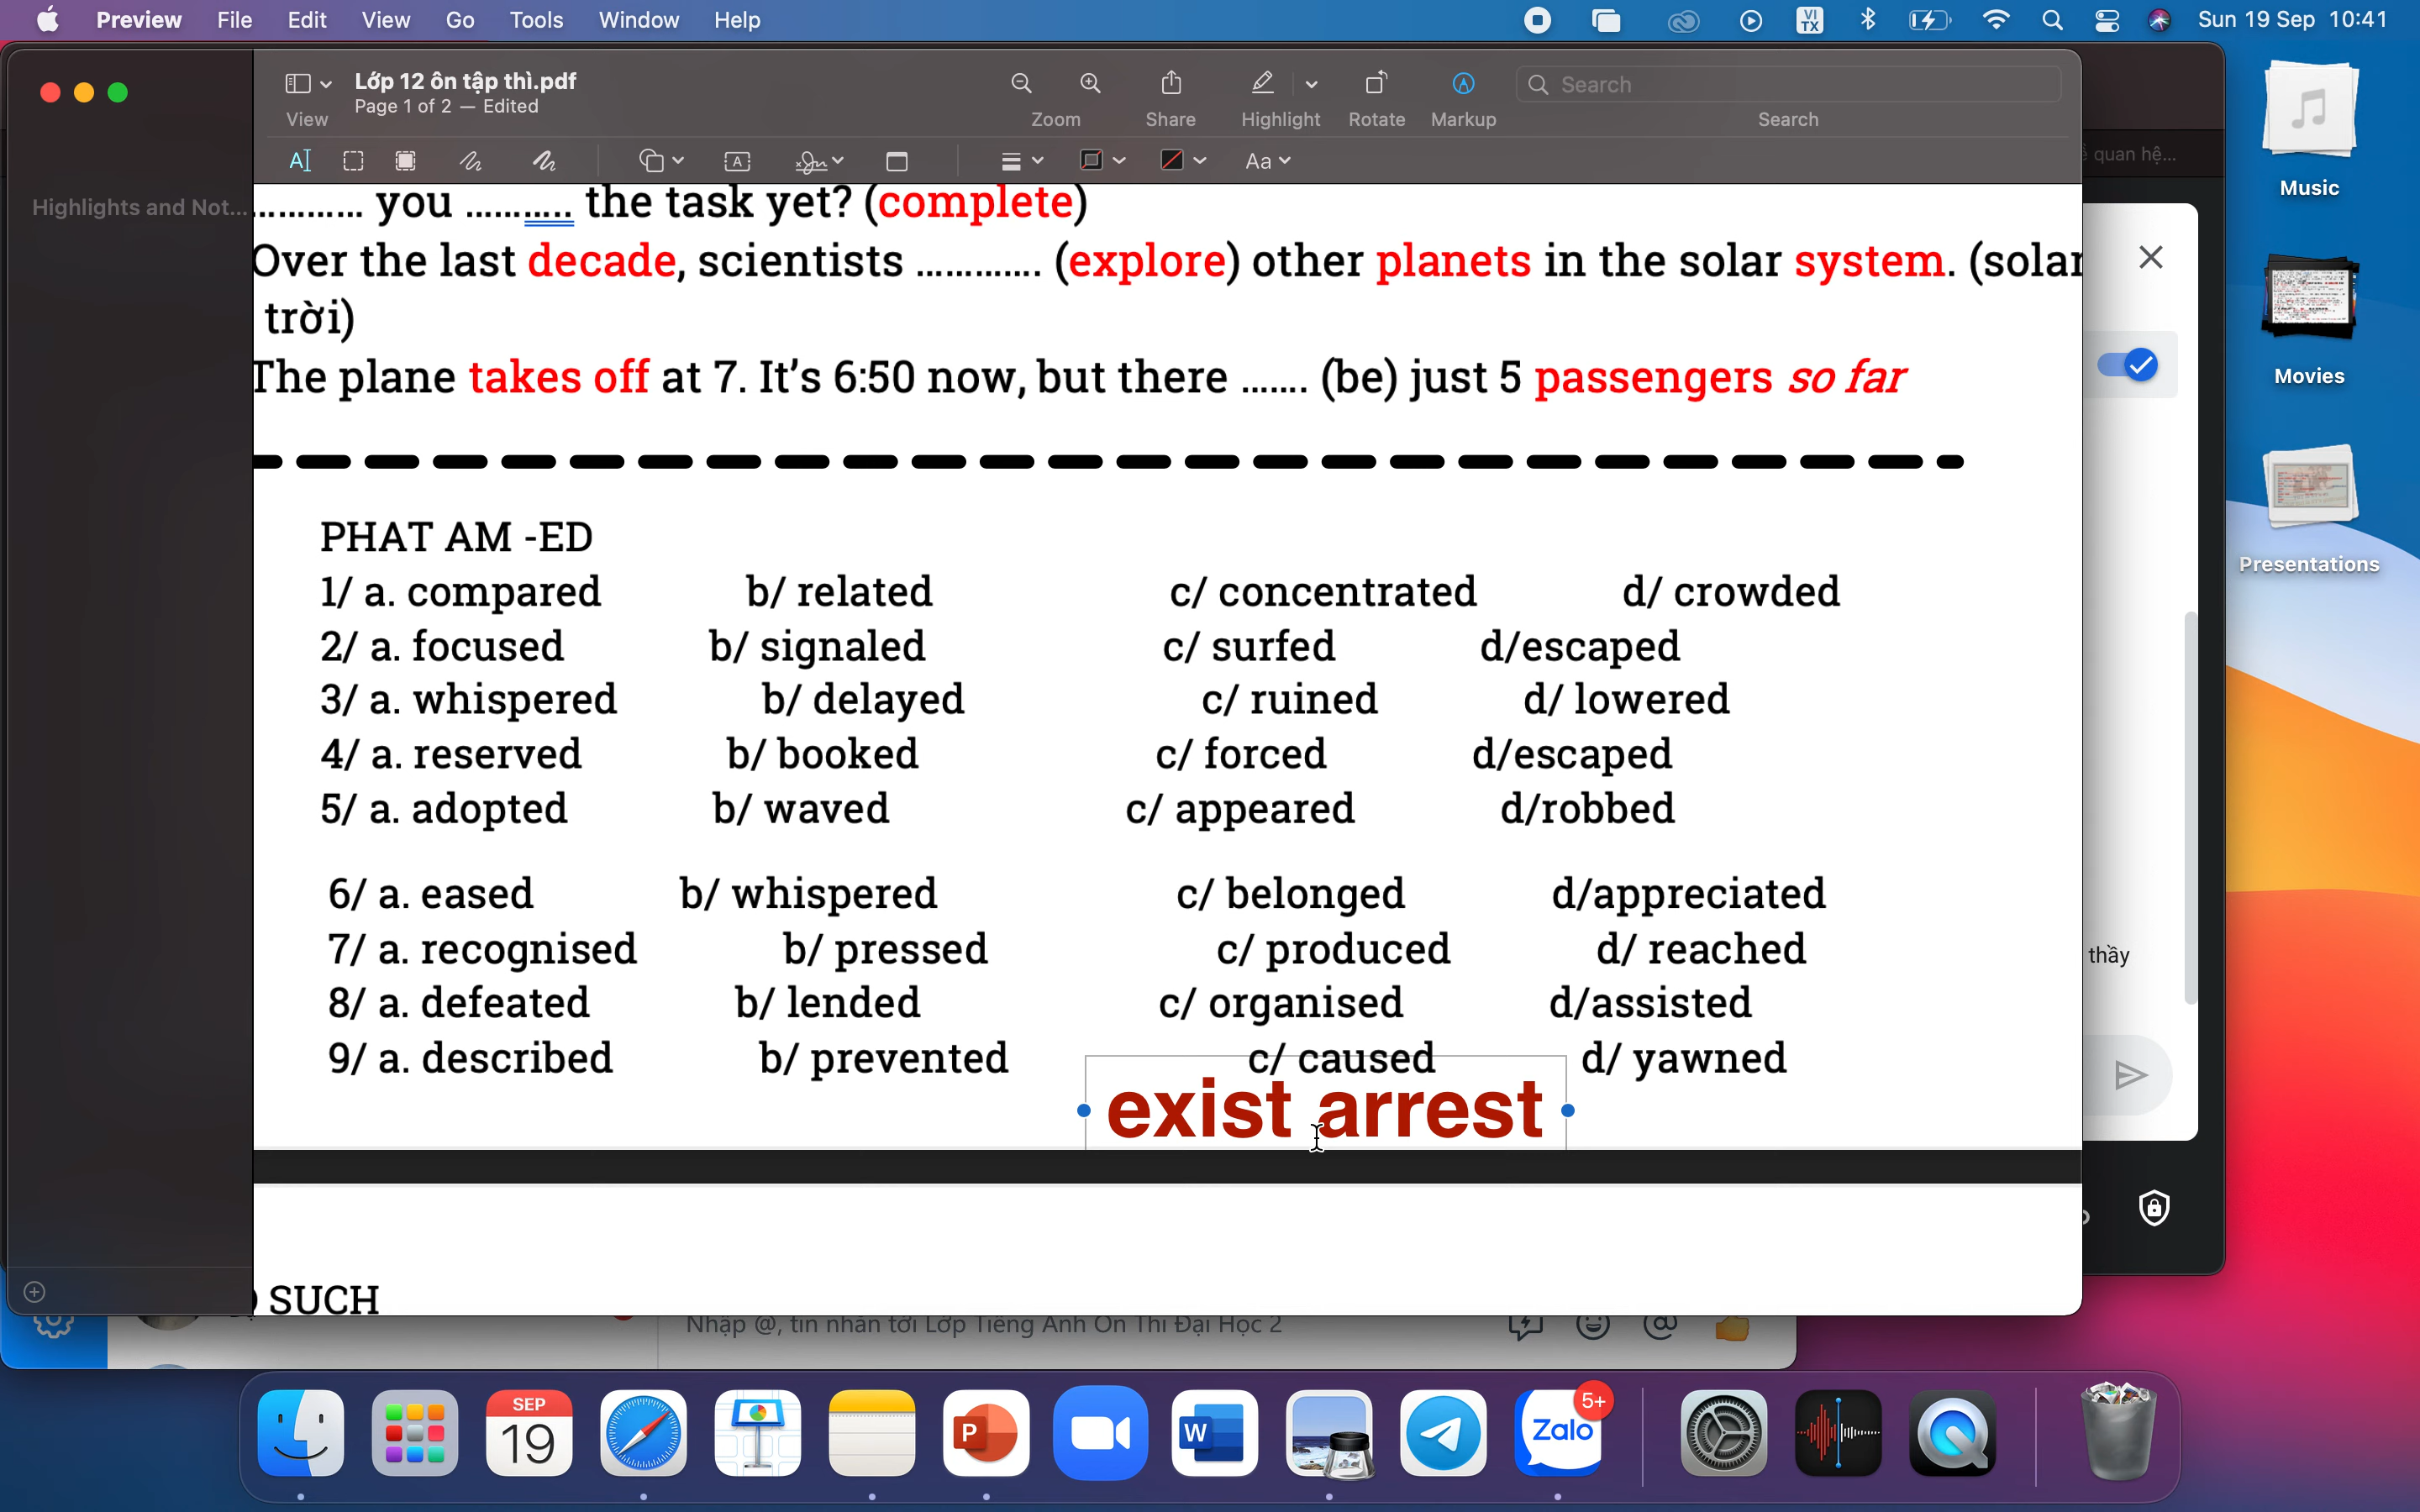 Preview File Edit View Go Tools Window Help VI TX Sun 19 Sep 10:41
Lớp 12 ôn tập thì.pdf
Page 1 of 2 — Edited
Search
View Zoom Share Highlight Rotate Markup Search
A Aa
Highlights and Not...
quan hệ...
............. you ........... the task yet? (complete)
Over the last decade, scientists ............. (explore) other planets in the solar system. (solar
trời)
The plane takes off at 7. It’s 6:50 now, but there ....... (be) just 5 passengers so far
PHAT AM -ED
1/ a. compared b/ related c/ concentrated d/ crowded
2/ a. focused b/ signaled c/ surfed d/escaped
3/ a. whispered b/ delayed c/ ruined d/ lowered
4/ a. reserved b/ booked c/ forced d/escaped
5/ a. adopted b/ waved c/ appeared d/robbed
6/ a. eased b/ whispered c/ belonged d/appreciated
7/ a. recognised b/ pressed c/ produced d/ reached
8/ a. defeated b/ lended c/ organised d/assisted
9/ a. described b/ prevented c/ caused d/ yawned
exist arrest
SUCH
thầy
Music
Movies
Presentations
Nhập @, tin nhắn tới Lớp Tiếng Anh Ôn Thi Đại Học 2
SEP
19
P
W
Zalo
5+